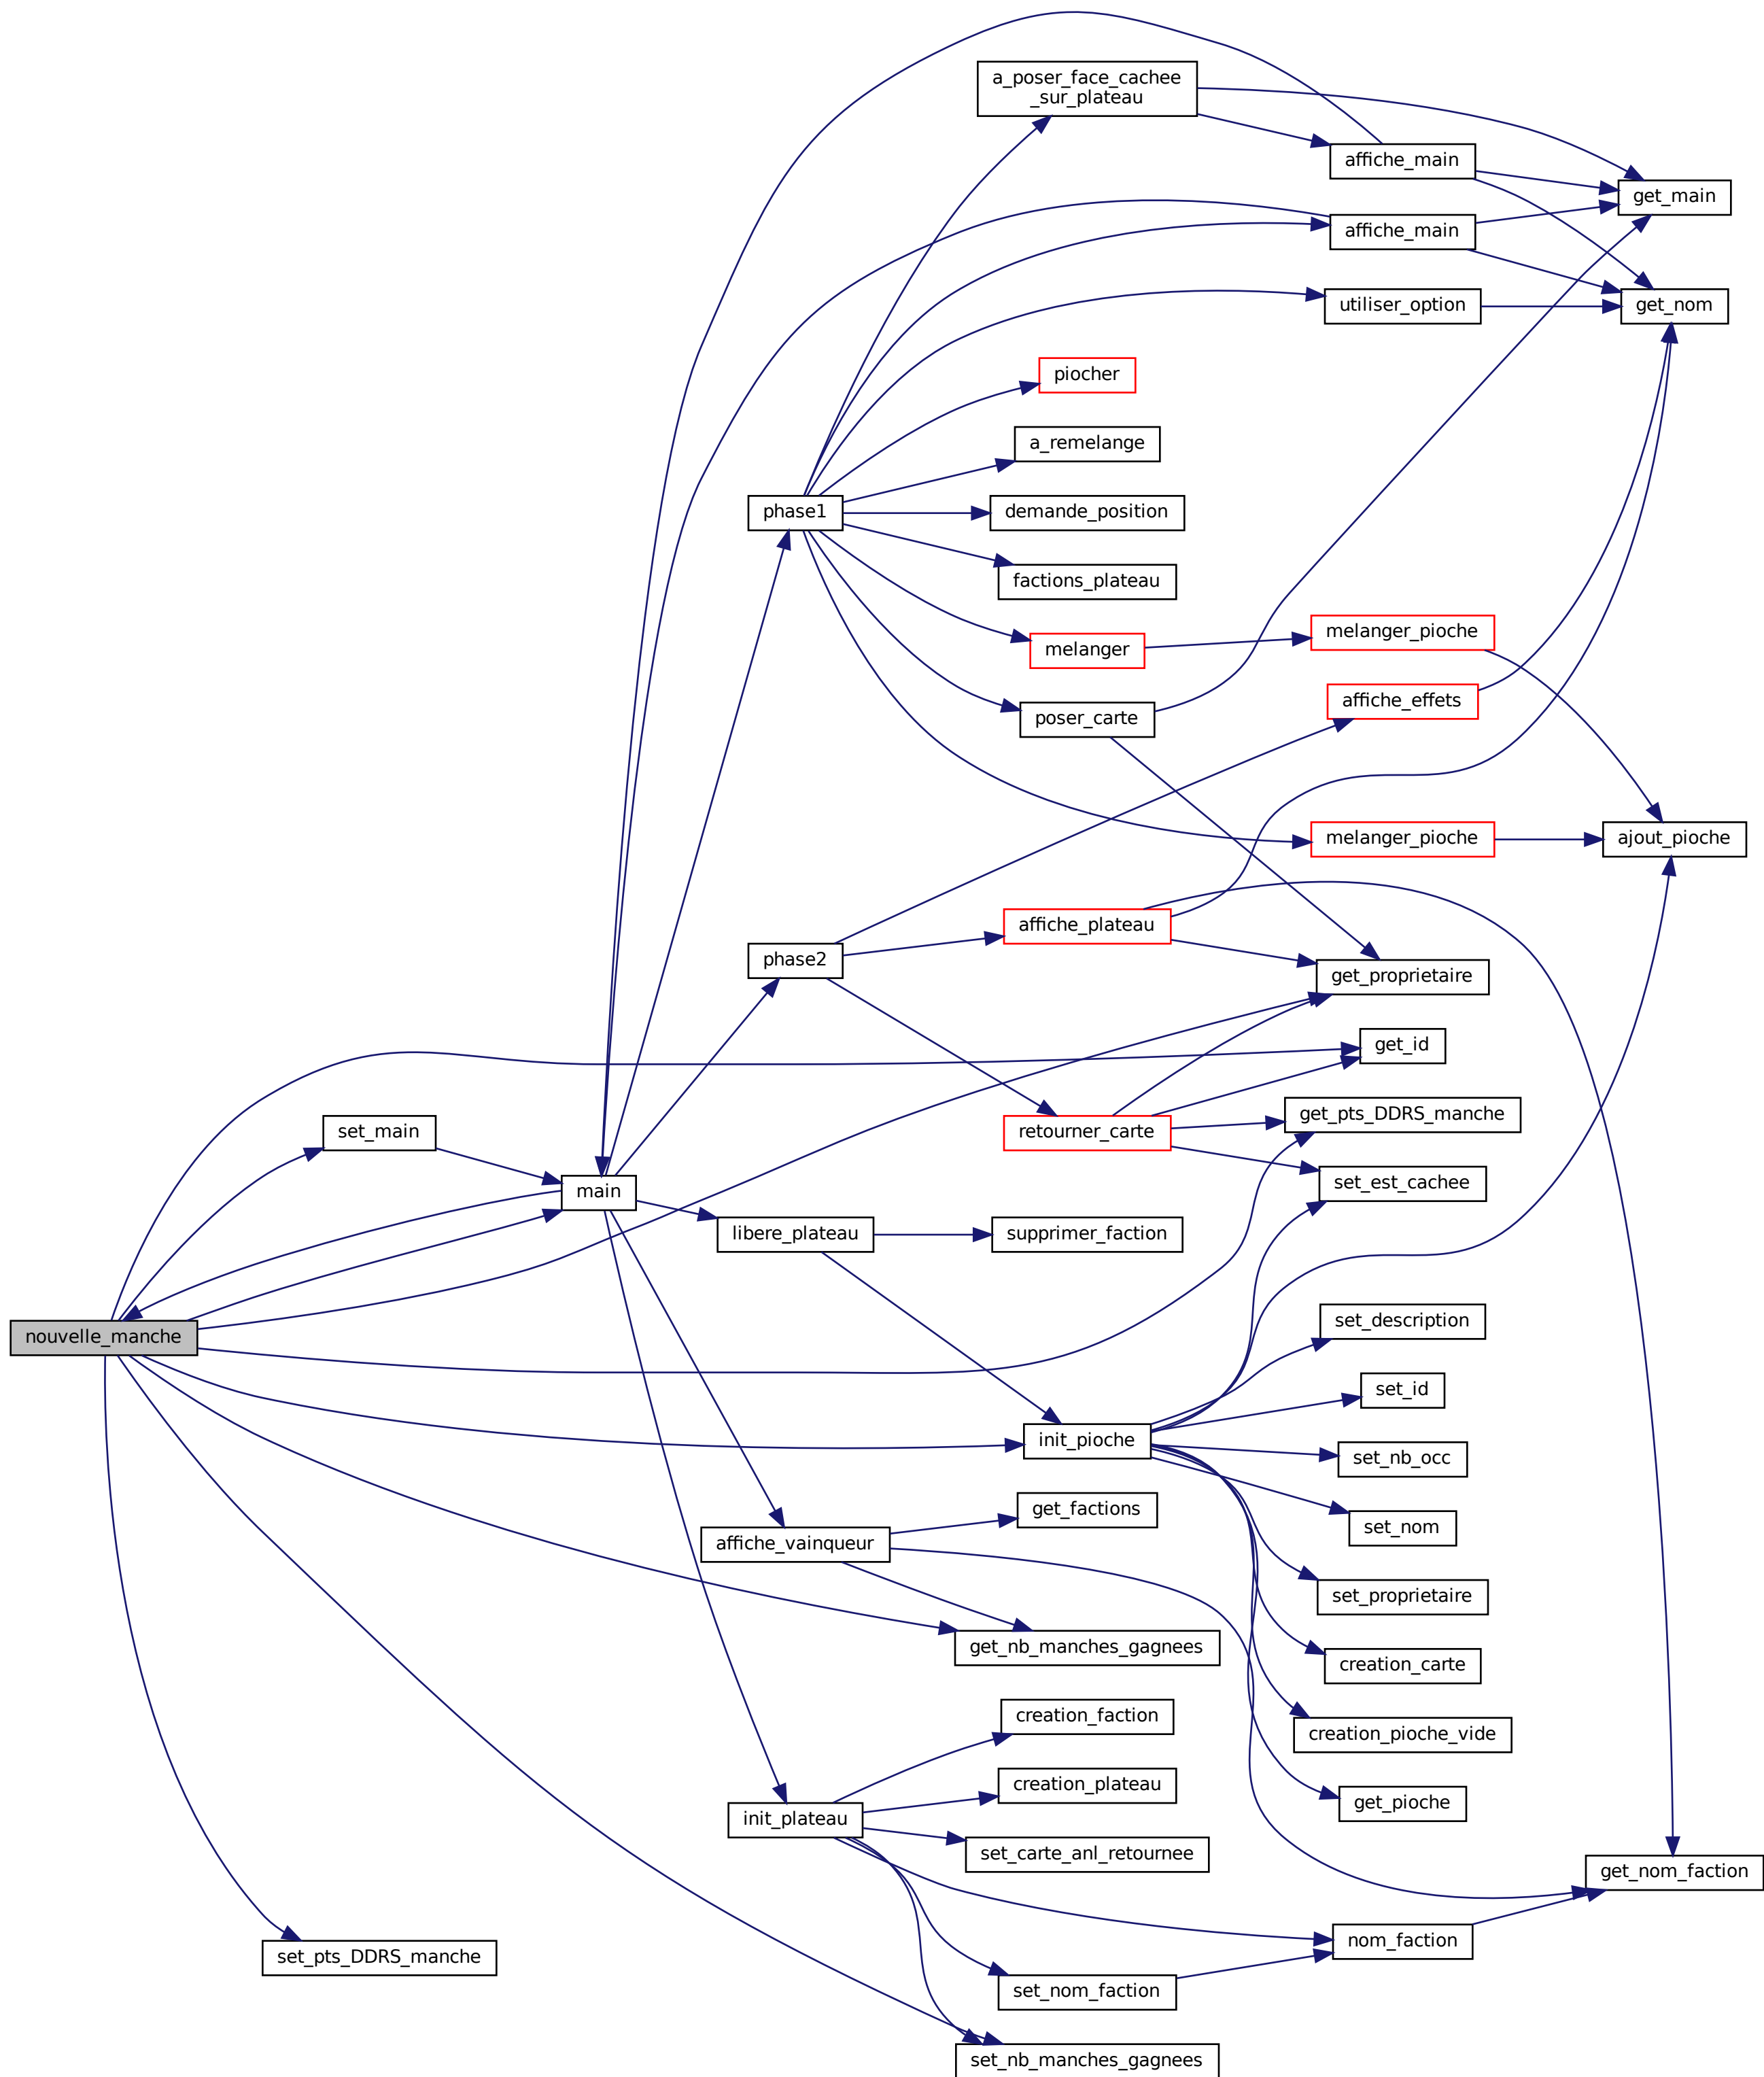 a_poser_face_cachee
_sur_plateau
affiche_main
get_main
affiche_main
utiliser_option
get_nom
piocher
a_remelange
phase1
demande_position
factions_plateau
melanger_pioche
melanger
affiche_effets
poser_carte
melanger_pioche
ajout_pioche
affiche_plateau
phase2
get_proprietaire
get_id
get_pts_DDRS_manche
set_main
retourner_carte
set_est_cachee
main
libere_plateau
supprimer_faction
nouvelle_manche
set_description
set_id
init_pioche
set_nb_occ
get_factions
set_nom
affiche_vainqueur
set_proprietaire
get_nb_manches_gagnees
creation_carte
creation_faction
creation_pioche_vide
creation_plateau
get_pioche
init_plateau
set_carte_anl_retournee
get_nom_faction
nom_faction
set_pts_DDRS_manche
set_nom_faction
set_nb_manches_gagnees